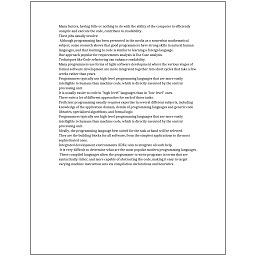 Many factors, having little or nothing to do with the ability of the computer to efficiently
compile and execute the code, contribute to readability.
Their jobs usually involve:
Although programming has been presented in the media as a somewhat mathematical
subject, some research shows that good programmers have strong skills in natural human
languages, and that learning to code is similar to learning a foreign language.
One approach popular for requirements analysis is Use Case analysis.
Techniques like Code refactoring can enhance readability.
Many programmers use forms of Agile software development where the various stages of
formal software development are more integrated together into short cycles that take a few
weeks rather than years.
Programmers typically use high-level programming languages that are more easily
intelligible to humans than machine code, which is directly executed by the central
processing unit.
It is usually easier to code in "high-level" languages than in "low-level" ones.
There exist a lot of different approaches for each of those tasks.
Proficient programming usually requires expertise in several different subjects, including
knowledge of the application domain, details of programming languages and generic code
libraries, specialized algorithms, and formal logic.
Programmers typically use high-level programming languages that are more easily
intelligible to humans than machine code, which is directly executed by the central
processing unit.
Ideally, the programming language best suited for the task at hand will be selected.
They are the building blocks for all software, from the simplest applications to the most
sophisticated ones.
Integrated development environments (IDEs) aim to integrate all such help.
It is very difficult to determine what are the most popular modern programming languages.
These compiled languages allow the programmer to write programs in terms that are
syntactically richer, and more capable of abstracting the code, making it easy to target
varying machine instruction sets via compilation declarations and heuristics.